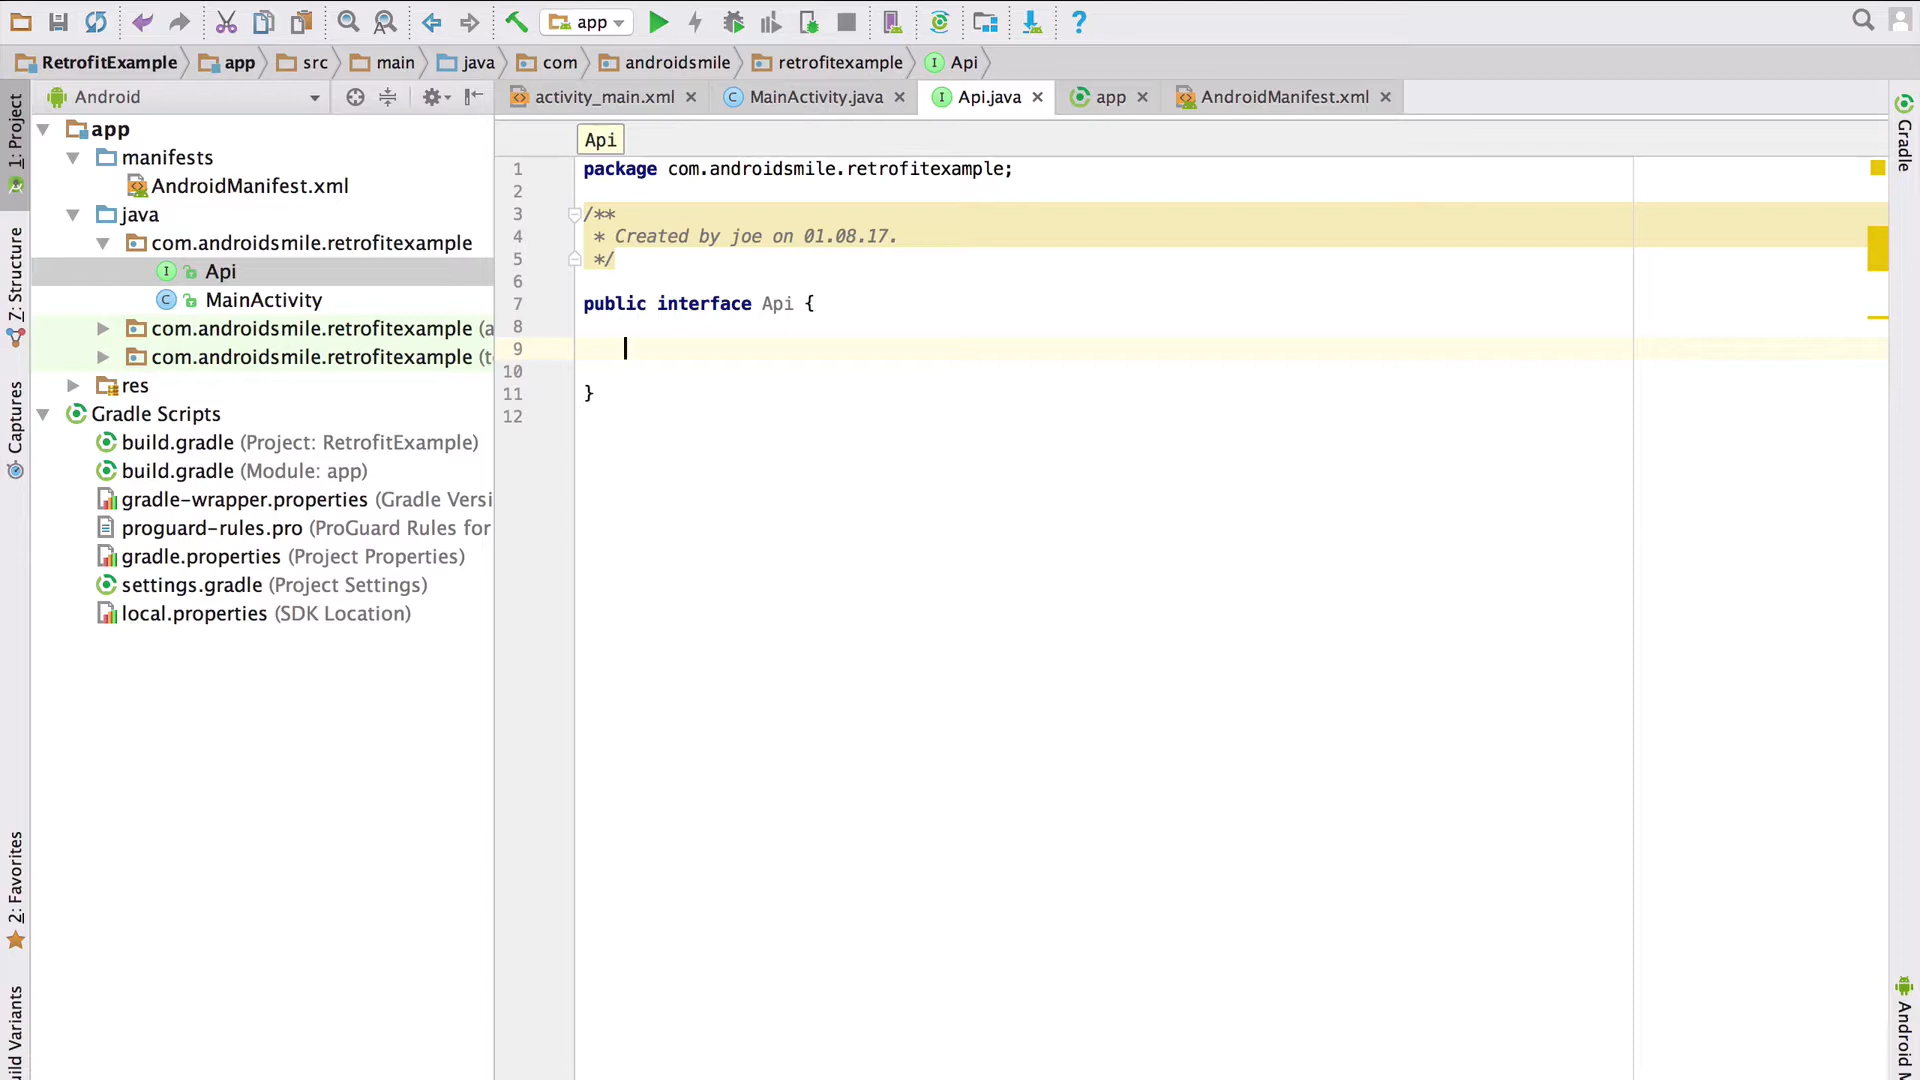 app
?
RetrofitExample app src main java com androidsmile retrofitexample Api
Android
activity_main.xml MainActivity.java Api.java app AndroidManifest.xml
1: Project
Z: Structure
Captures
2: Favorites
uild Variants
app
manifests
AndroidManifest.xml
java
com.androidsmile.retrofitexample
I Api
C MainActivity
com.androidsmile.retrofitexample (a
com.androidsmile.retrofitexample (t
res
Gradle Scripts
build.gradle (Project: RetrofitExample)
build.gradle (Module: app)
gradle-wrapper.properties (Gradle Versi
proguard-rules.pro (ProGuard Rules for
gradle.properties (Project Properties)
settings.gradle (Project Settings)
local.properties (SDK Location)
Api
1 package com.androidsmile.retrofitexample;
2
3 /**
4 * Created by joe on 01.08.17.
5 */
6
7 public interface Api {
8
9
10
11 }
12
Gradle
Android M